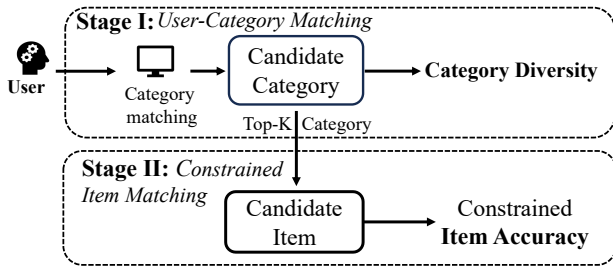 Stage I: User-Category Matching
User
Category
matching
Candidate
Category
Category Diversity
Top-K Category
Stage II: Constrained
Item Matching
Candidate
Item
Constrained
Item Accuracy